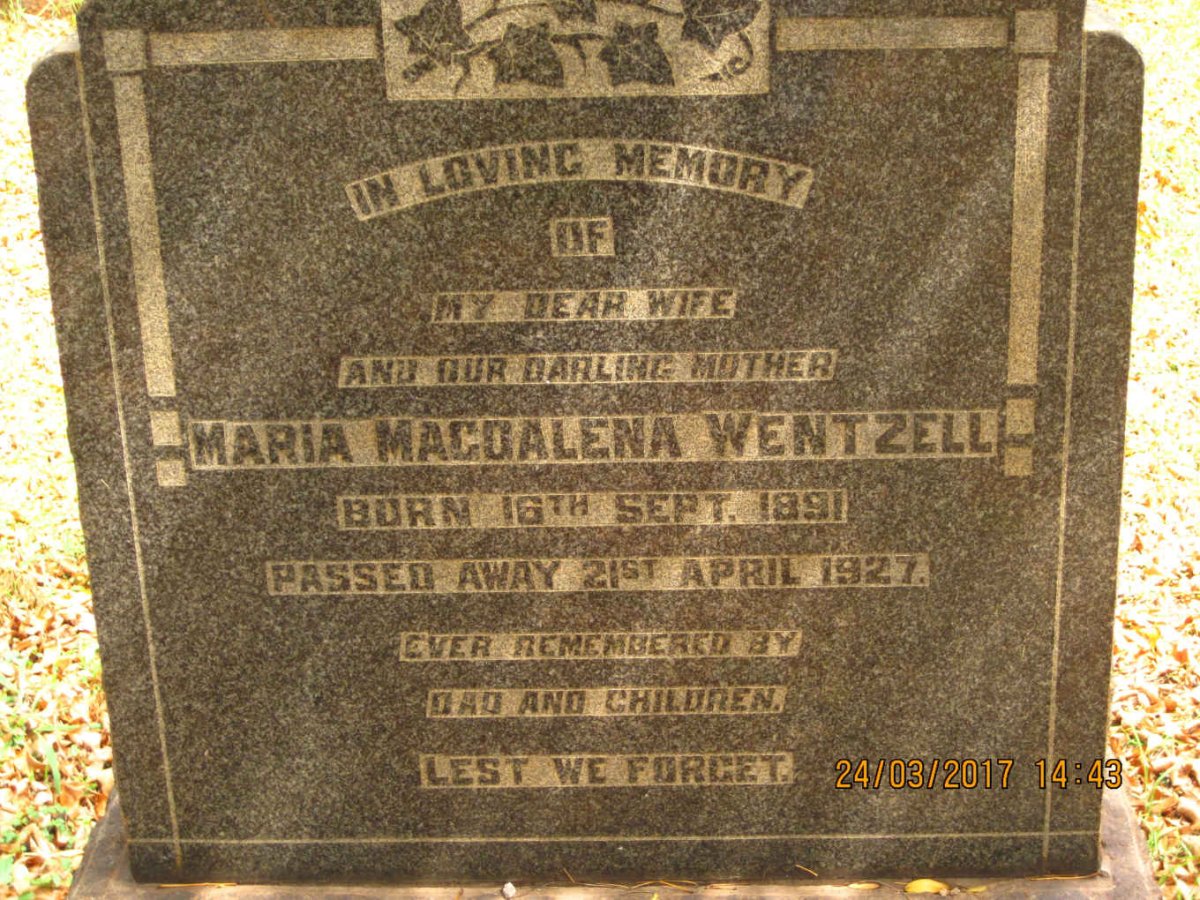 IN LOVING MEMORY
OF
MY DEAR WIFE
AND OUR DARLING MOTHER
MARIA MAGDALENA WENTZELL
BORN 16TH SEPT. 1891
PASSED AWAY 21ST APRIL 1927.
EVER REMEMBERED BY
DAD AND CHILDREN.
LEST WE FORGET.
24/03/2017 14:43